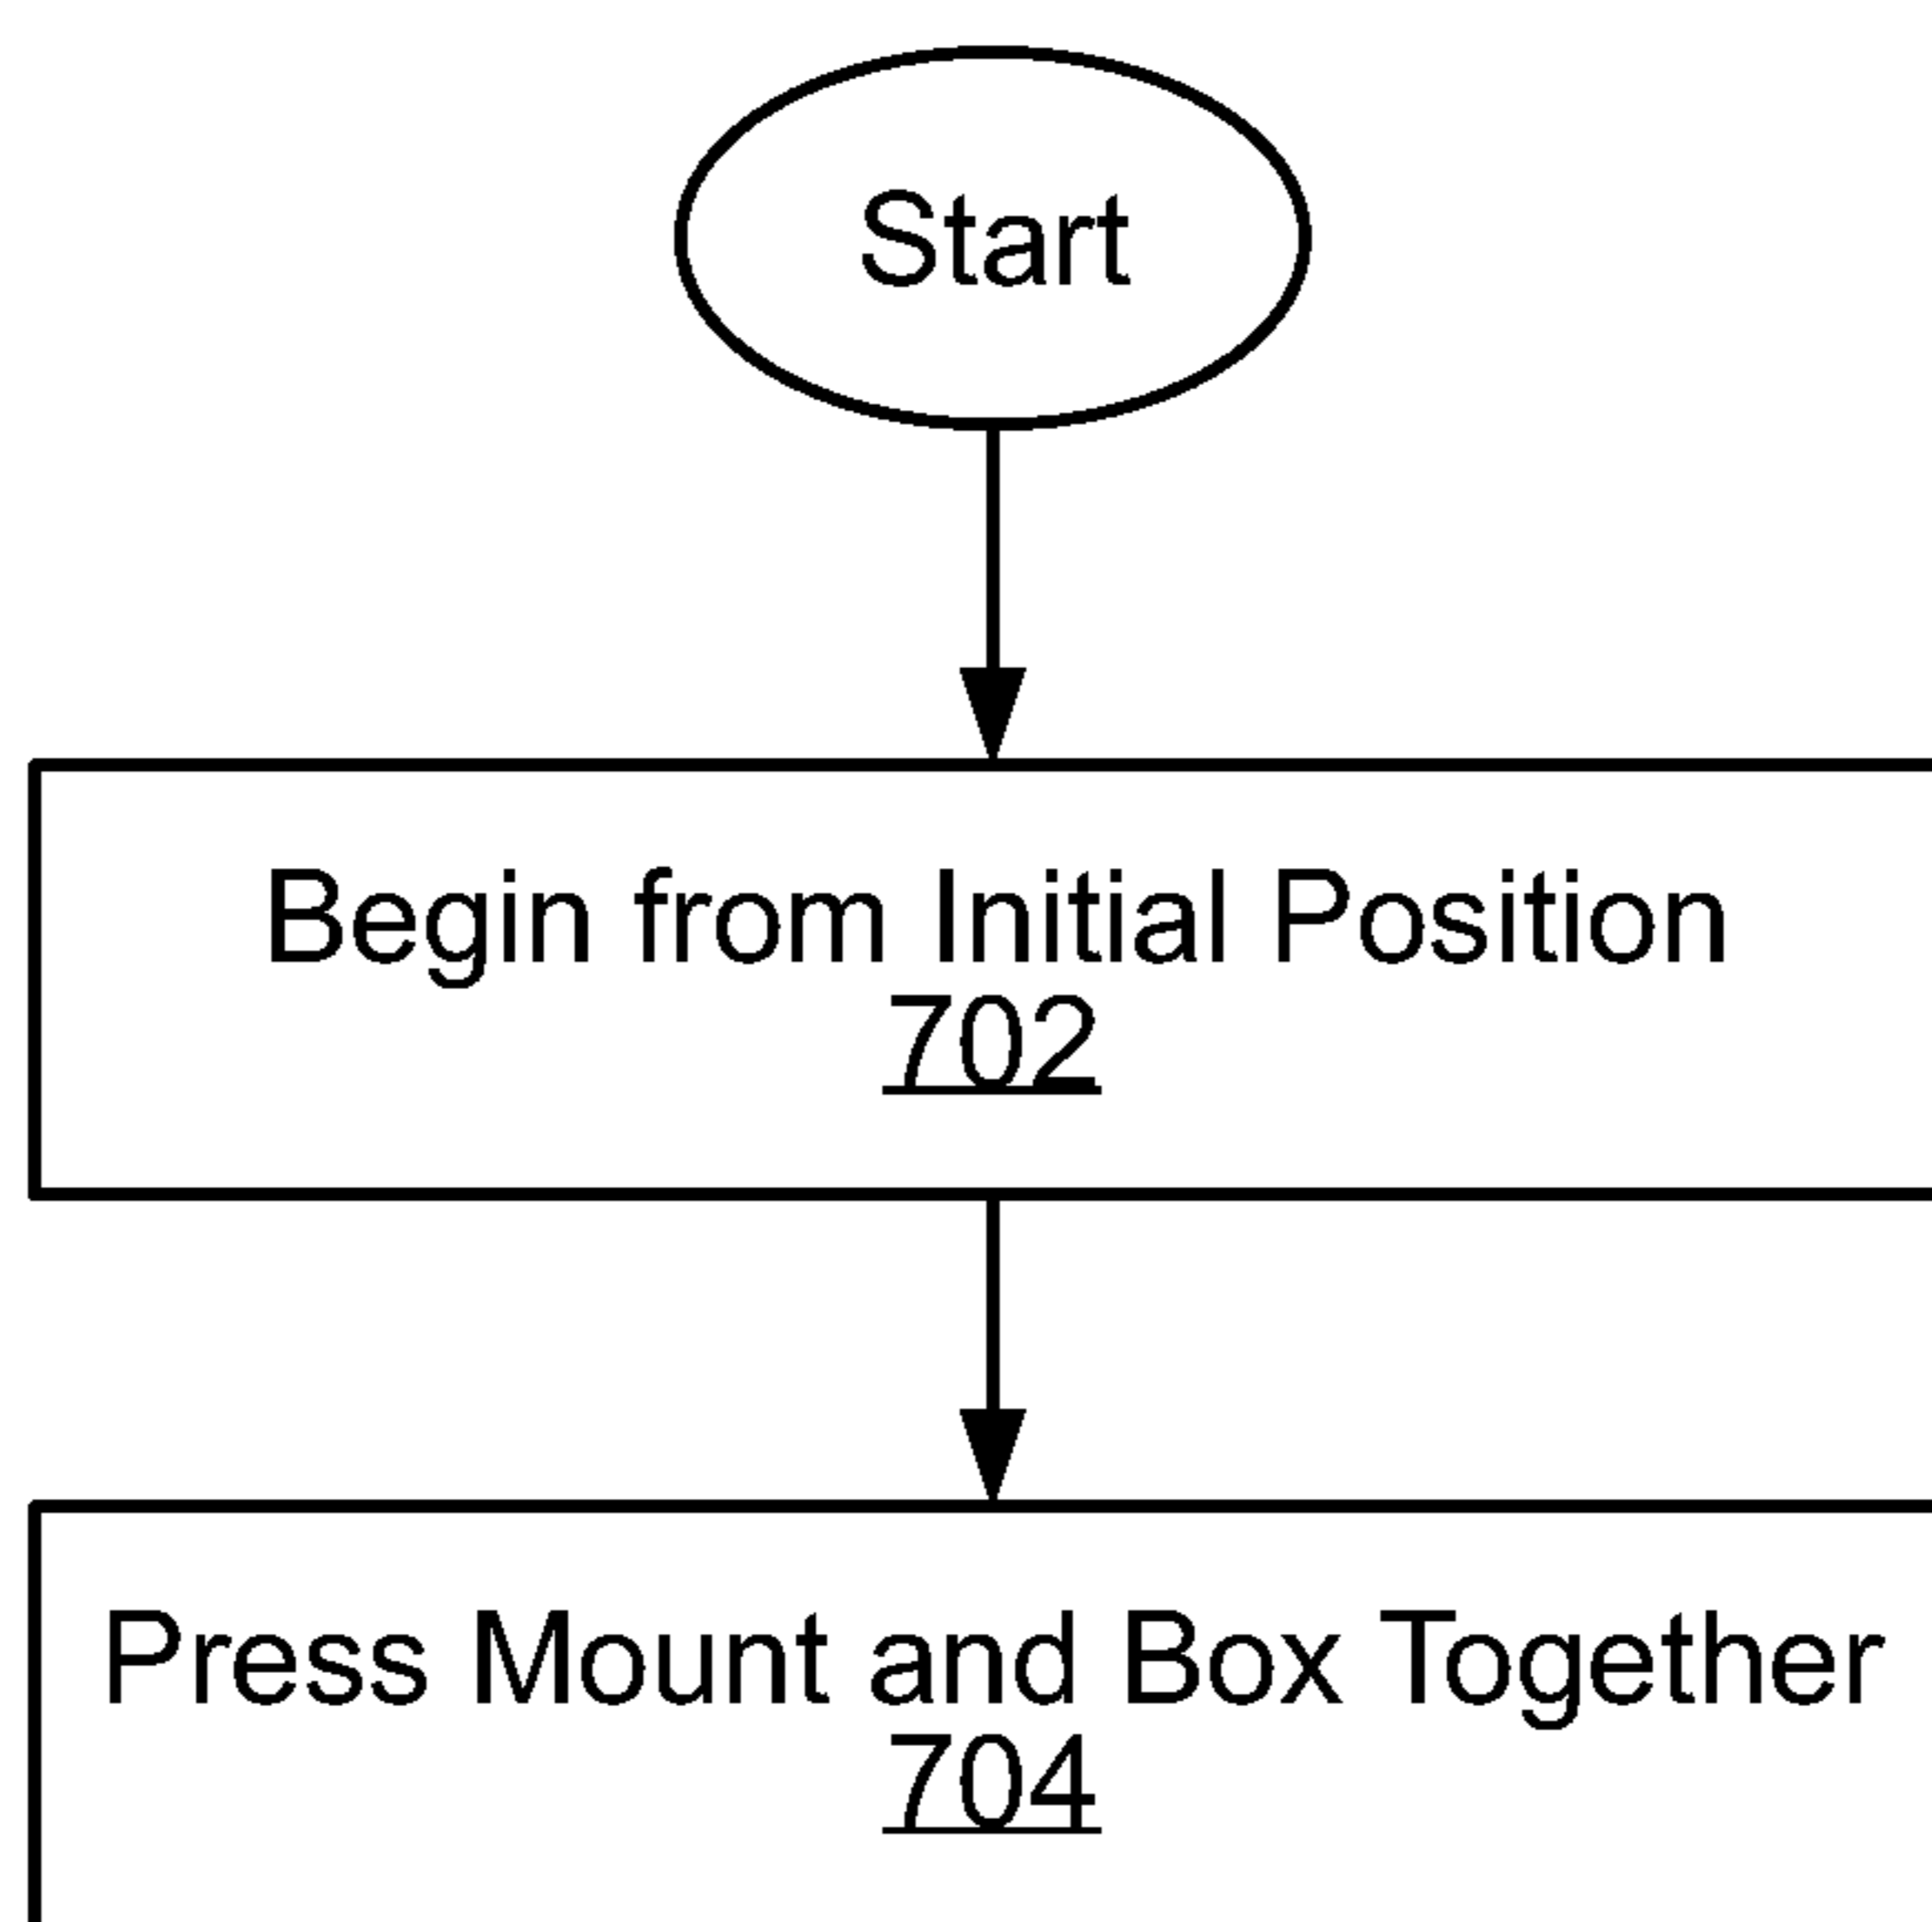 Start
Begin from Initial Position
702
Press Mount and Box Together
704